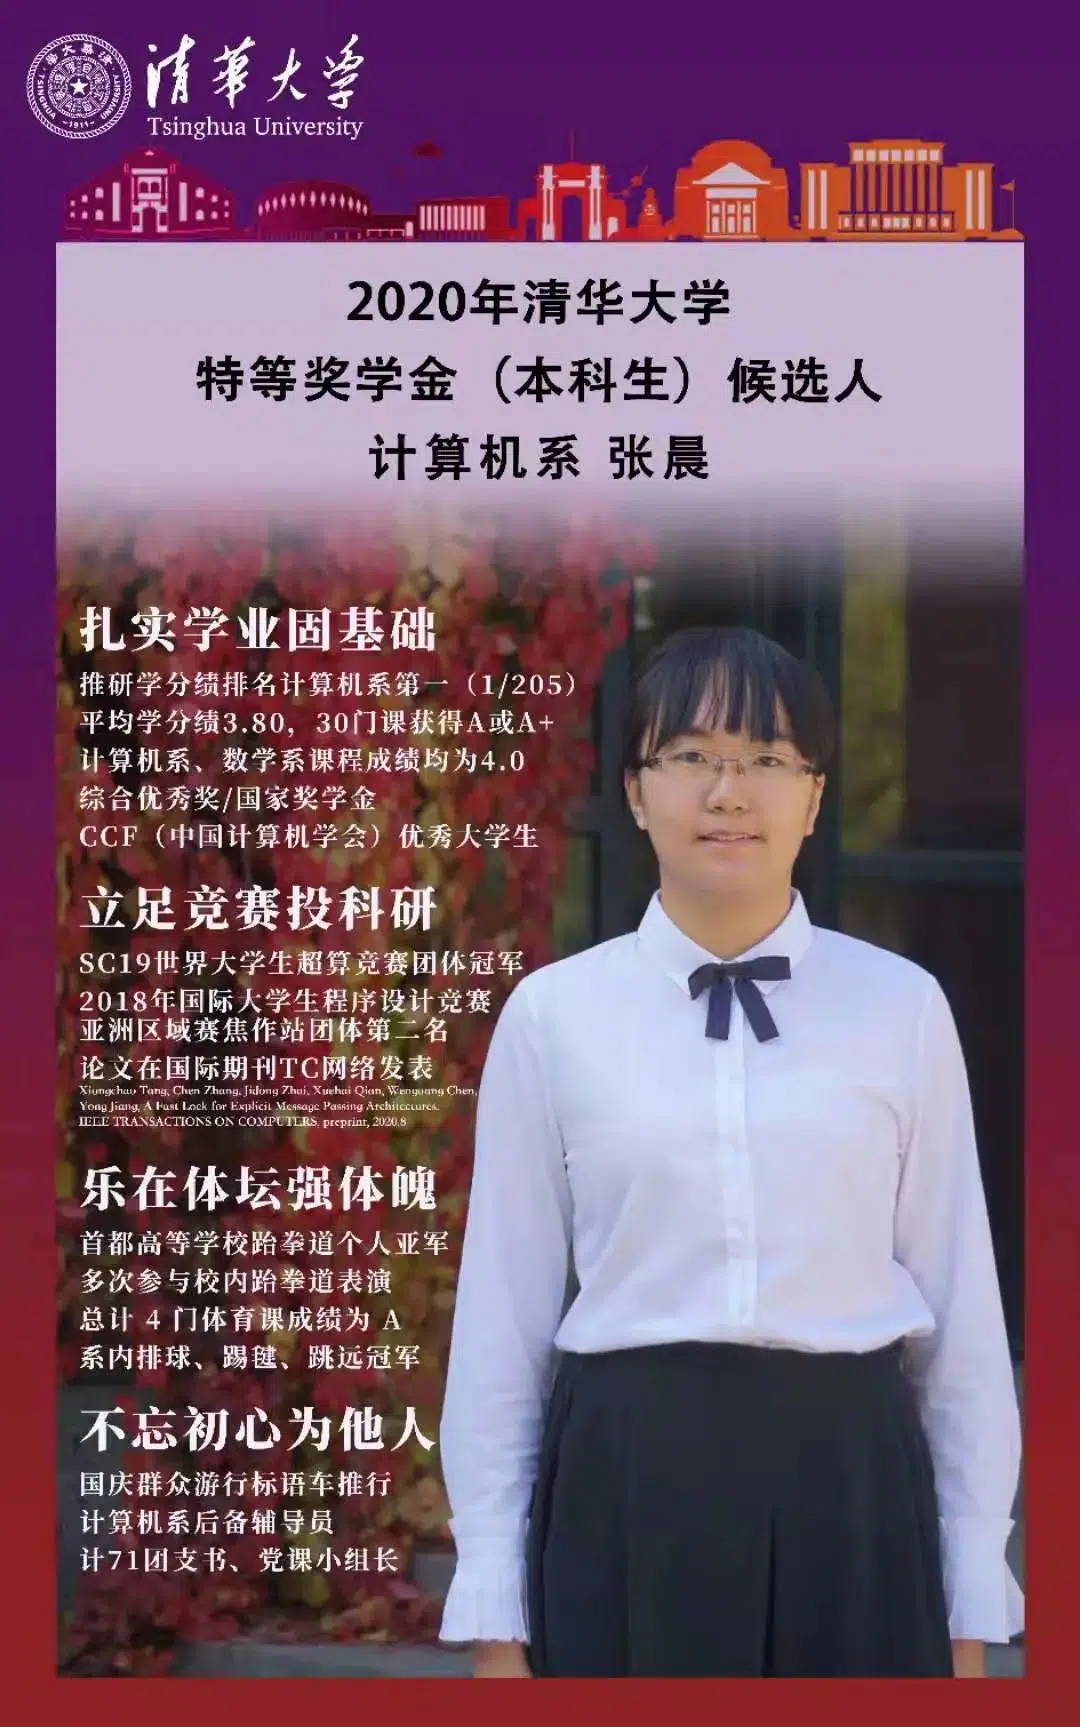 清華大学
Tsinghua University
2020年清华大学
特等奖学金（本科生）候选人
计算机系 张晨
扎实学业固基础
推研学分绩排名计算机系第一（1/205）
平均学分绩3.80，30门课获得A或A+
计算机系、数学系课程成绩均为4.0
综合优秀奖/国家奖学金
CCF（中国计算机学会）优秀大学生
立足竞赛投科研
SC19世界大学生超算竞赛团体冠军
2018年国际大学生程序设计竞赛
亚洲区域赛焦作站团体第二名
论文在国际期刊TC网络发表
Xiongchao Tang, Chen Zhang, Jidong Zhai, Xuehai Qian, Wenguang Chen,
Yong Jiang, A Fast Lock for Explicit Message Passing Architectures.
IEEE TRANSACTIONS ON COMPUTERS, preprint, 2020.8
乐在体坛强体魄
首都高等学校跆拳道个人亚军
多次参与校内跆拳道表演
总计 4 门体育课成绩为 A
系内排球、踢毽、跳远冠军
不忘初心为他人
国庆群众游行标语车推行
计算机系后备辅导员
计71团支书、党课小组长